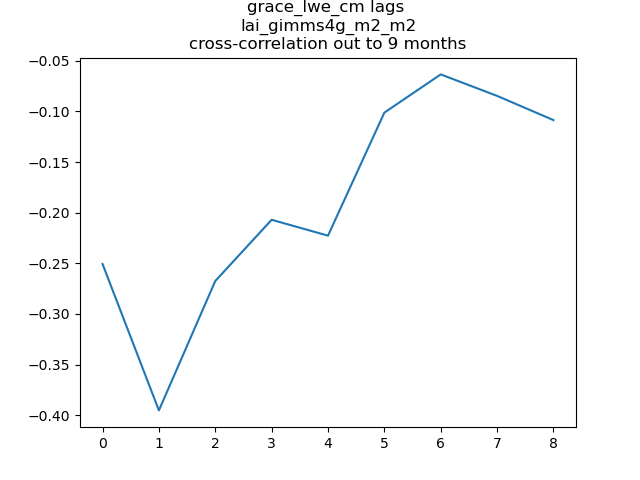 grace_lwe_cm lags
lai_gimms4g_m2_m2
cross-correlation out to 9 months
−0.05
−0.10
−0.15
−0.20
−0.25
−0.30
−0.35
−0.40
0 1 2 3 4 5 6 7 8